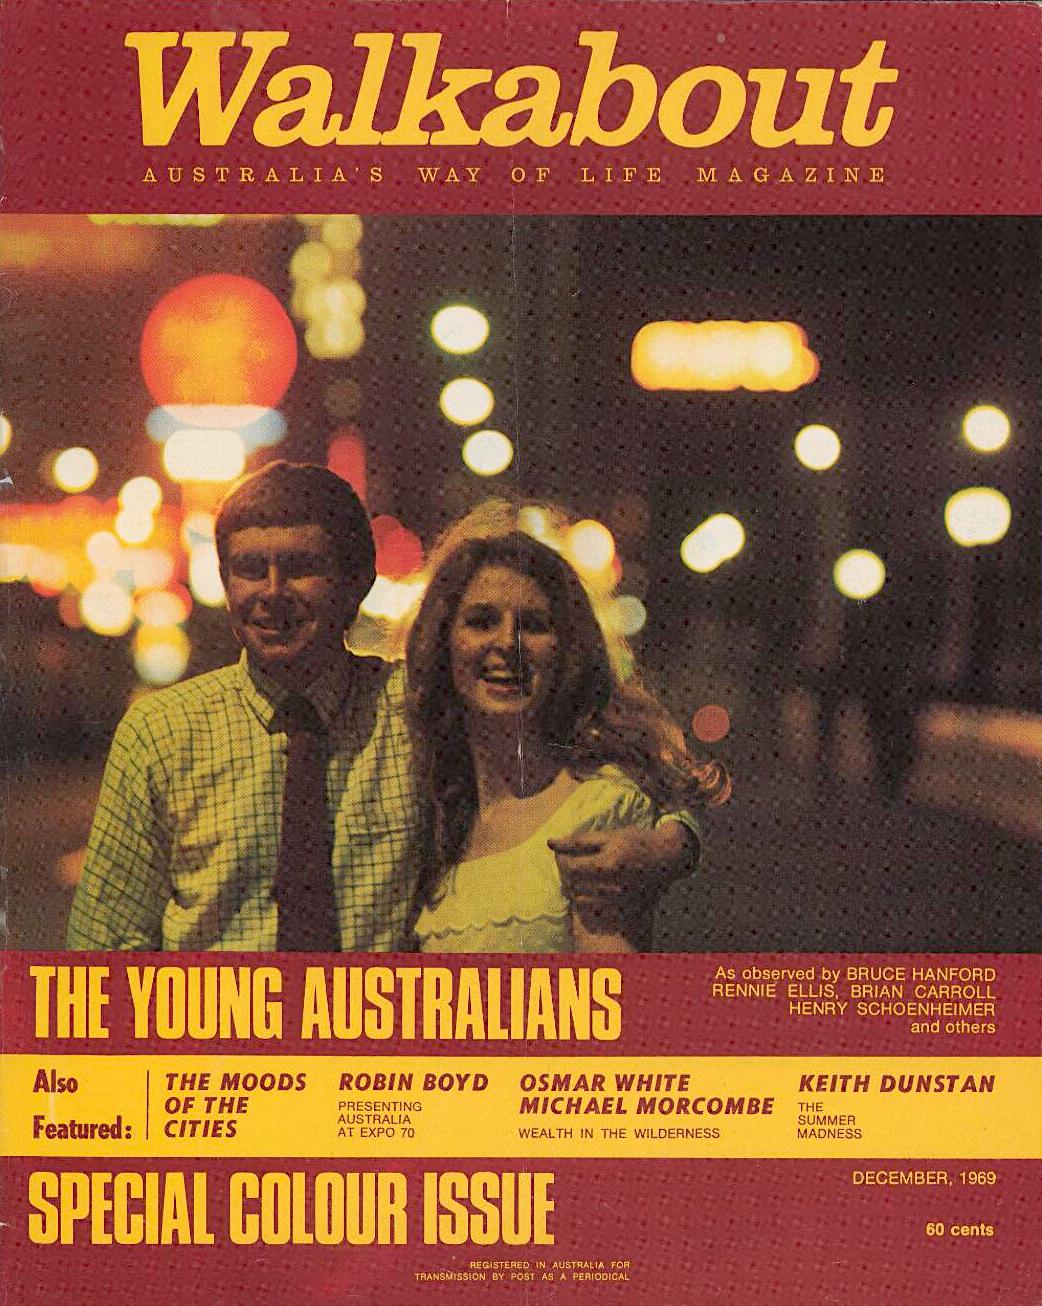 Walkabout
AUSTRALIA'S WAY OF LIFE MAGAZINE
THE YOUNG AUSTRALIANS
As observed by BRUCE HANFORD
RENNIE ELLIS, BRIAN CARROLL
HENRY SCHOENHEIMER
and others
Also
Featured:
THE MOODS
OF THE
CITIES
ROBIN BOYD
PRESENTING
AUSTRALIA
AT EXPO 70
OSMAR WHITE
MICHAEL MORCOMBE
WEALTH IN THE WILDERNESS
KEITH DUNSTAN
THE
SUMMER
MADNESS
SPECIAL COLOUR ISSUE
DECEMBER, 1969
60 cents
REGISTERED IN AUSTRALIA FOR
TRANSMISSION BY POST AS A PERIODICAL